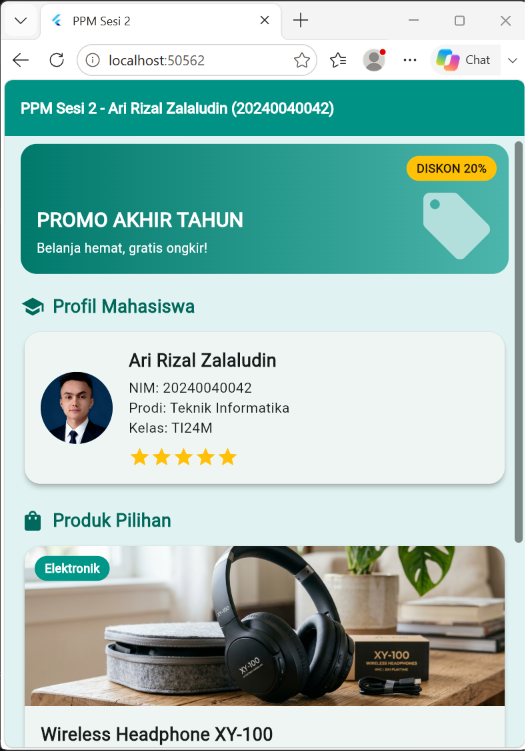 PPM Sesi 2
localhost:50562
Chat
PPM Sesi 2 - Ari Rizal Zalaludin (20240040042)
DISKON 20%
PROMO AKHIR TAHUN
Belanja hemat, gratis ongkir!
Profil Mahasiswa
Ari Rizal Zalaludin
NIM: 20240040042
Prodi: Teknik Informatika
Kelas: TI24M
Produk Pilihan
Elektronik
XY-100
XY-100
WIRELESS HEADPHONES
Wireless Headphone XY-100